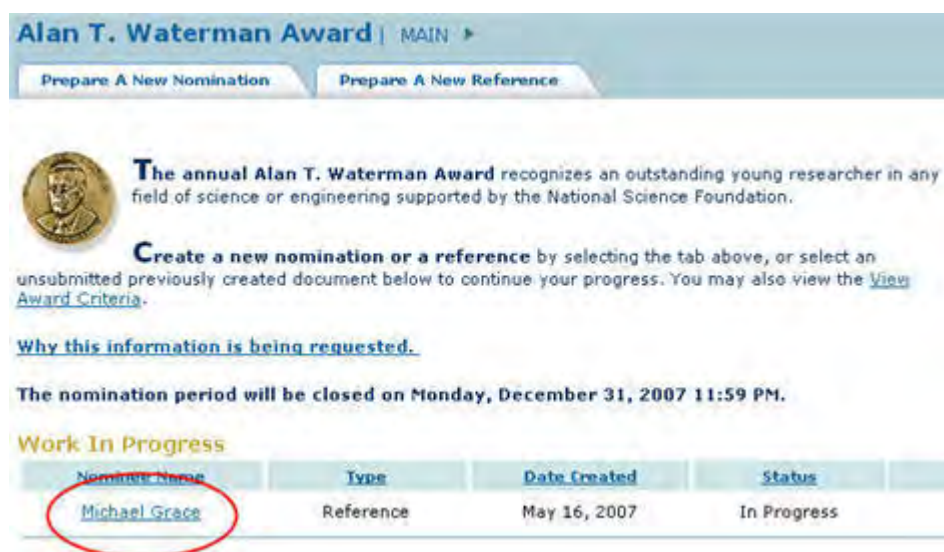 Alan T. Waterman Award | MAIN
Prepare A New Nomination Prepare A New Reference
The annual Alan T. Waterman Award recognizes an outstanding young researcher in any
field of science or engineering supported by the National Science Foundation.
Create a new nomination or a reference by selecting the tab above, or select an
unsubmitted previously created document below to continue your progress. You may also view the View
Award Criteria.
Why this information is being requested.
The nomination period will be closed on Monday, December 31, 2007 11:59 PM.
Work In Progress
Nominee Name Type Date Created Status
Michael Grace Reference May 16, 2007 In Progress